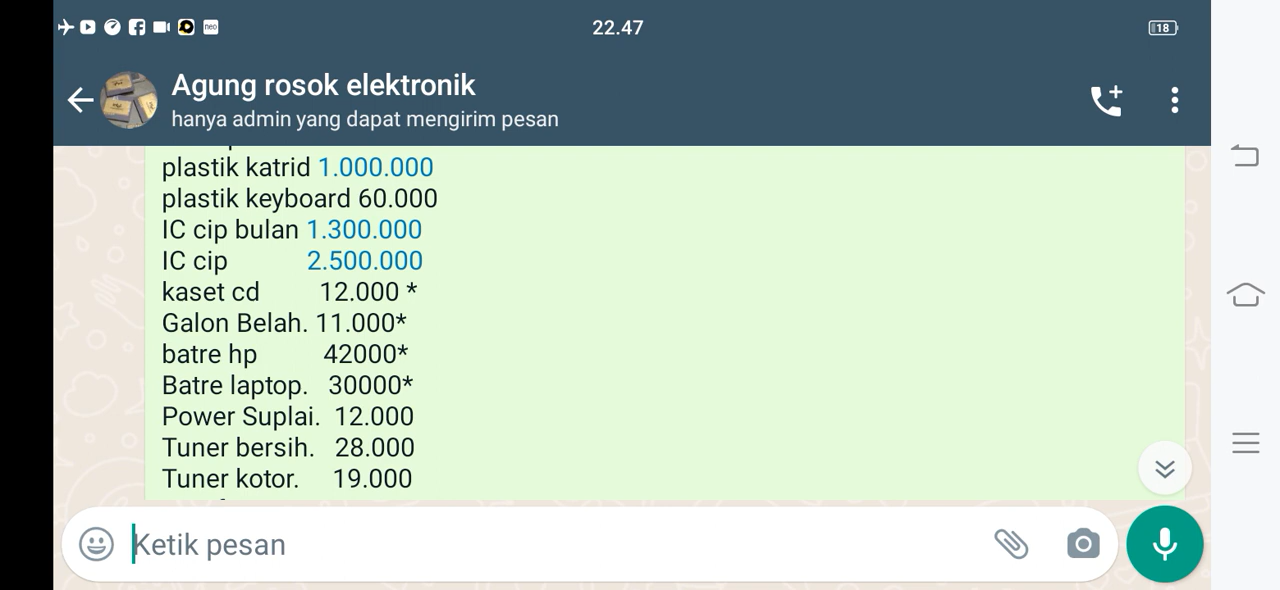 22.47
18
neo
Agung rosok elektronik
hanya admin yang dapat mengirim pesan
plastik katrid 1.000.000
plastik keyboard 60.000
IC cip bulan 1.300.000
IC cip 2.500.000
kaset cd 12.000 *
Galon Belah. 11.000*
batre hp 42000*
Batre laptop. 30000*
Power Suplai. 12.000
Tuner bersih. 28.000
Tuner kotor. 19.000
Ketik pesan